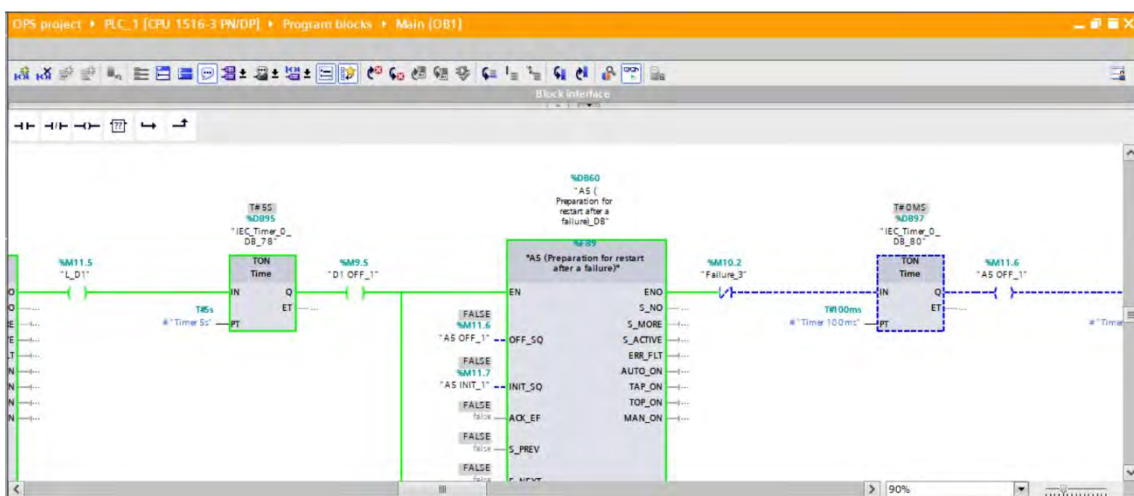 OPS project ▸ PLC_1 [CPU 1516-3 PN/DP] ▸ Program blocks ▸ Main (OB1)
Block interface
%DB60
"A5 (
Preparation for
restart after a
failure)_DB"
T#5S
%DB95
"IEC_Timer_0_
DB_78"
T#0MS
%DB97
"IEC_Timer_0_
DB_80"
%FB9
%M11.5
"L_D1"
TON
Time
%M9.5
"D1 OFF_1"
"A5 (Preparation for restart
after a failure)"
%M10.2
"Failure_3"
TON
Time
%M11.6
"A5 OFF_1"
IN
Q
EN
ENO
IN
Q
T#5s
ET
S_NO
T#100ms
ET
#"Timer 5s"
PT
FALSE
S_MORE
#"Timer 100ms"
PT
#"Time
%M11.6
"A5 OFF_1"
OFF_SQ
S_ACTIVE
FALSE
ERR_FLT
%M11.7
AUTO_ON
"A5 INIT_1"
INIT_SQ
TAP_ON
FALSE
TOP_ON
false
ACK_EF
MAN_ON
FALSE
false
S_PREV
FALSE
false
S_NEXT
90%